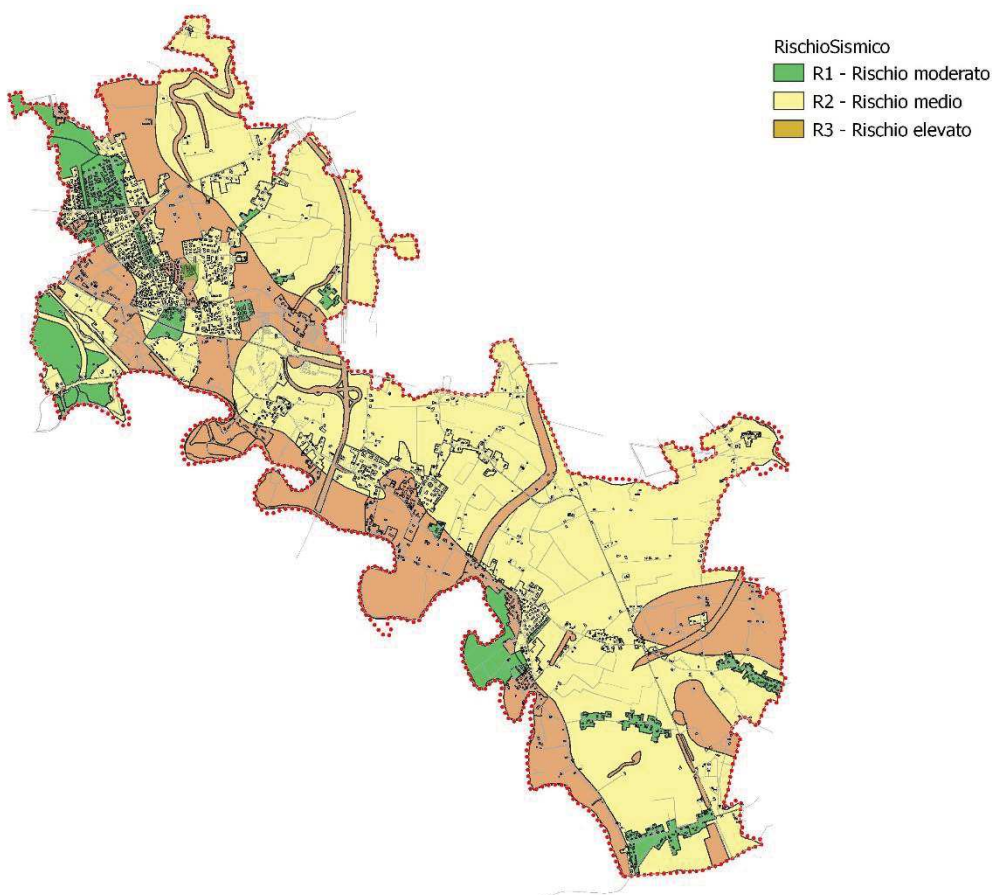 RischioSismico
R1 - Rischio moderato
R2 - Rischio medio
R3 - Rischio elevato